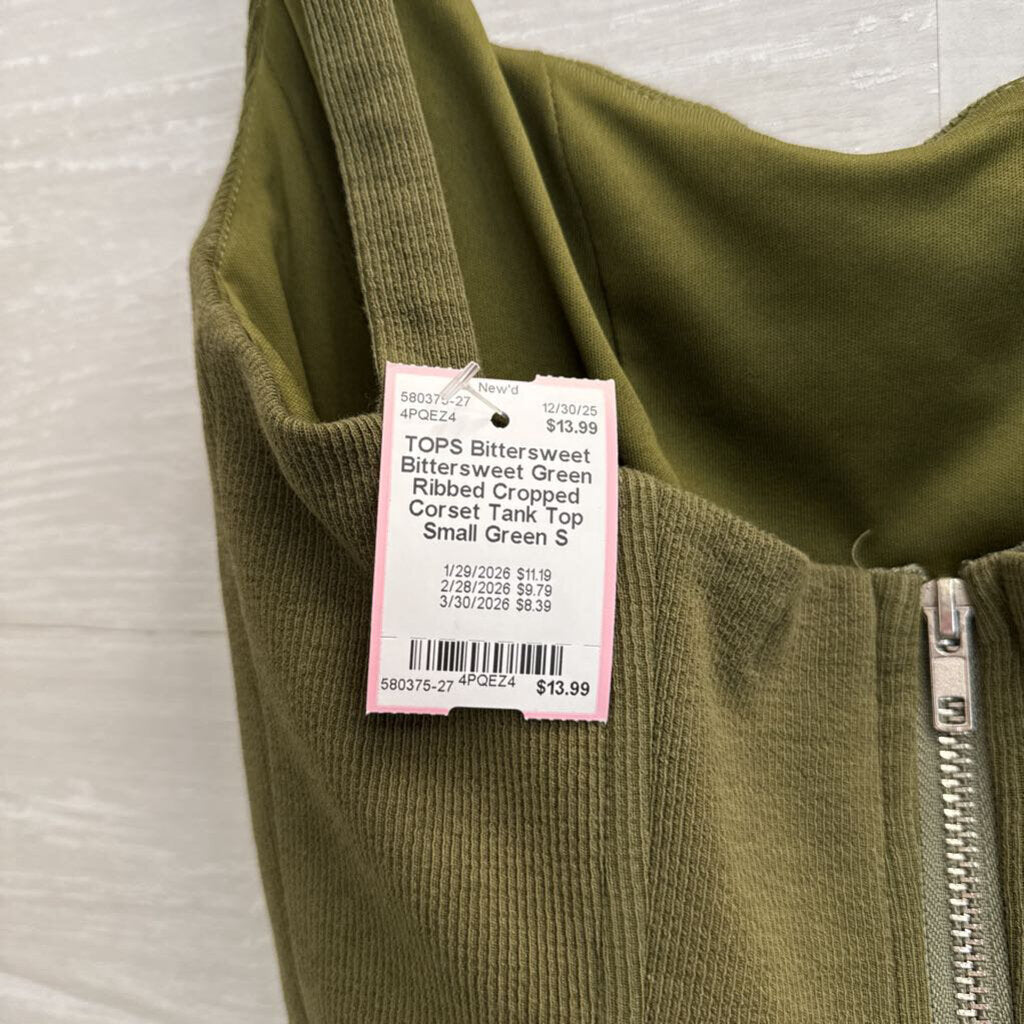 New'd
580375-27 12/30/25
4PQEZ4 $13.99
TOPS Bittersweet
Bittersweet Green
Ribbed Cropped
Corset Tank Top
Small Green S
1/29/2026 $11.19
2/28/2026 $9.79
3/30/2026 $8.39
580375-27 4PQEZ4 $13.99